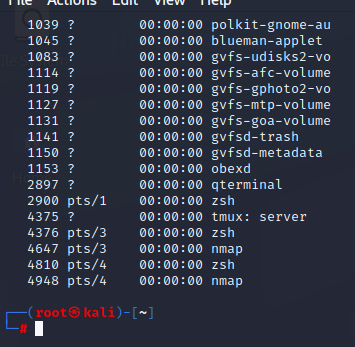 File Actions Edit View Help
1039 ? 00:00:00 polkit-gnome-au
1045 ? 00:00:00 blueman-applet
1083 ? 00:00:00 gvfs-udisks2-vo
1114 ? 00:00:00 gvfs-afc-volume
1119 ? 00:00:00 gvfs-gphoto2-vo
1127 ? 00:00:00 gvfs-mtp-volume
1131 ? 00:00:00 gvfs-goa-volume
1141 ? 00:00:00 gvfsd-trash
1150 ? 00:00:00 gvfsd-metadata
1153 ? 00:00:00 obexd
2897 ? 00:00:00 qterminal
2900 pts/1 00:00:00 zsh
4375 ? 00:00:00 tmux: server
4376 pts/3 00:00:00 zsh
4647 pts/3 00:00:00 nmap
4810 pts/4 00:00:00 zsh
4948 pts/4 00:00:00 nmap
┌──(root㉿kali)-[~]
└─#